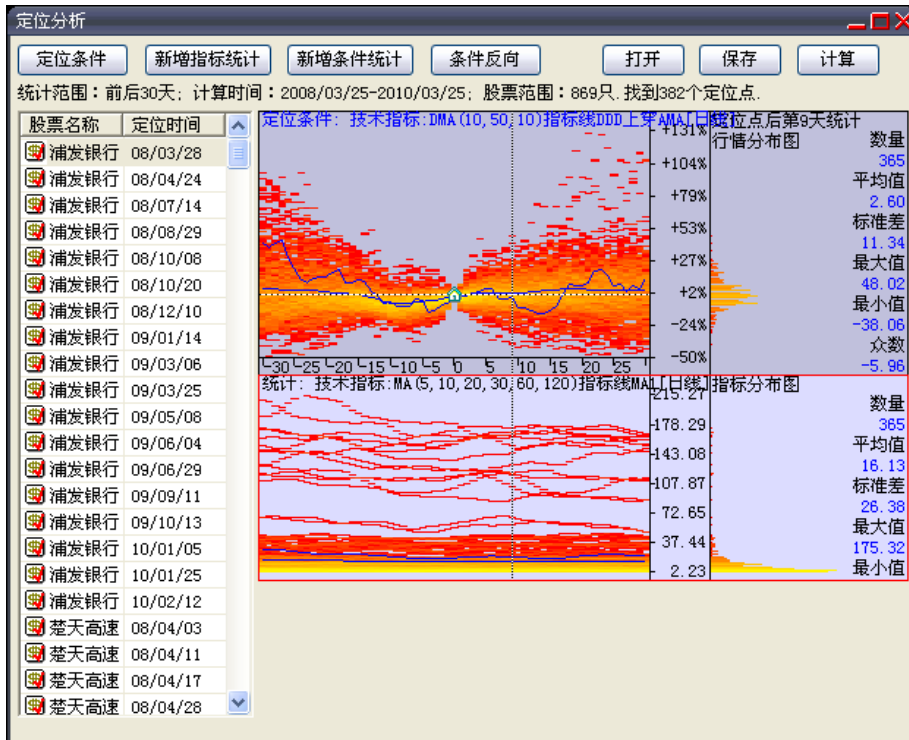 定位分析
定位条件 新增指标统计 新增条件统计 条件反向 打开 保存 计算
统计范围：前后30天; 计算时间：2008/03/25-2010/03/25; 股票范围：869只. 找到382个定位点.
股票名称 定位时间
浦发银行 08/03/28
浦发银行 08/04/24
浦发银行 08/07/14
浦发银行 08/08/29
浦发银行 08/10/08
浦发银行 08/10/20
浦发银行 08/12/10
浦发银行 09/01/14
浦发银行 09/03/06
浦发银行 09/03/25
浦发银行 09/05/08
浦发银行 09/06/04
浦发银行 09/06/29
浦发银行 09/09/11
浦发银行 09/10/13
浦发银行 10/01/05
浦发银行 10/01/25
浦发银行 10/02/12
楚天高速 08/04/03
楚天高速 08/04/11
楚天高速 08/04/17
楚天高速 08/04/28
定位条件: 技术指标:DMA(10,50,10)指标线DDD上穿AMA[日线]
+131%
+104%
+79%
+53%
+27%
+2%
-24%
-50%
-30 -25 -20 -15 -10 -5 0 5 10 15 20 25
定位点后第9天统计
行情分布图
数量
365
平均值
2.60
标准差
11.34
最大值
48.02
最小值
-38.06
众数
-5.96
统计: 技术指标:MA(5,10,20,30,60,120)指标线MA1[日线]
215.27
178.29
143.08
107.87
72.65
37.44
2.23
指标分布图
数量
365
平均值
16.13
标准差
26.38
最大值
175.32
最小值